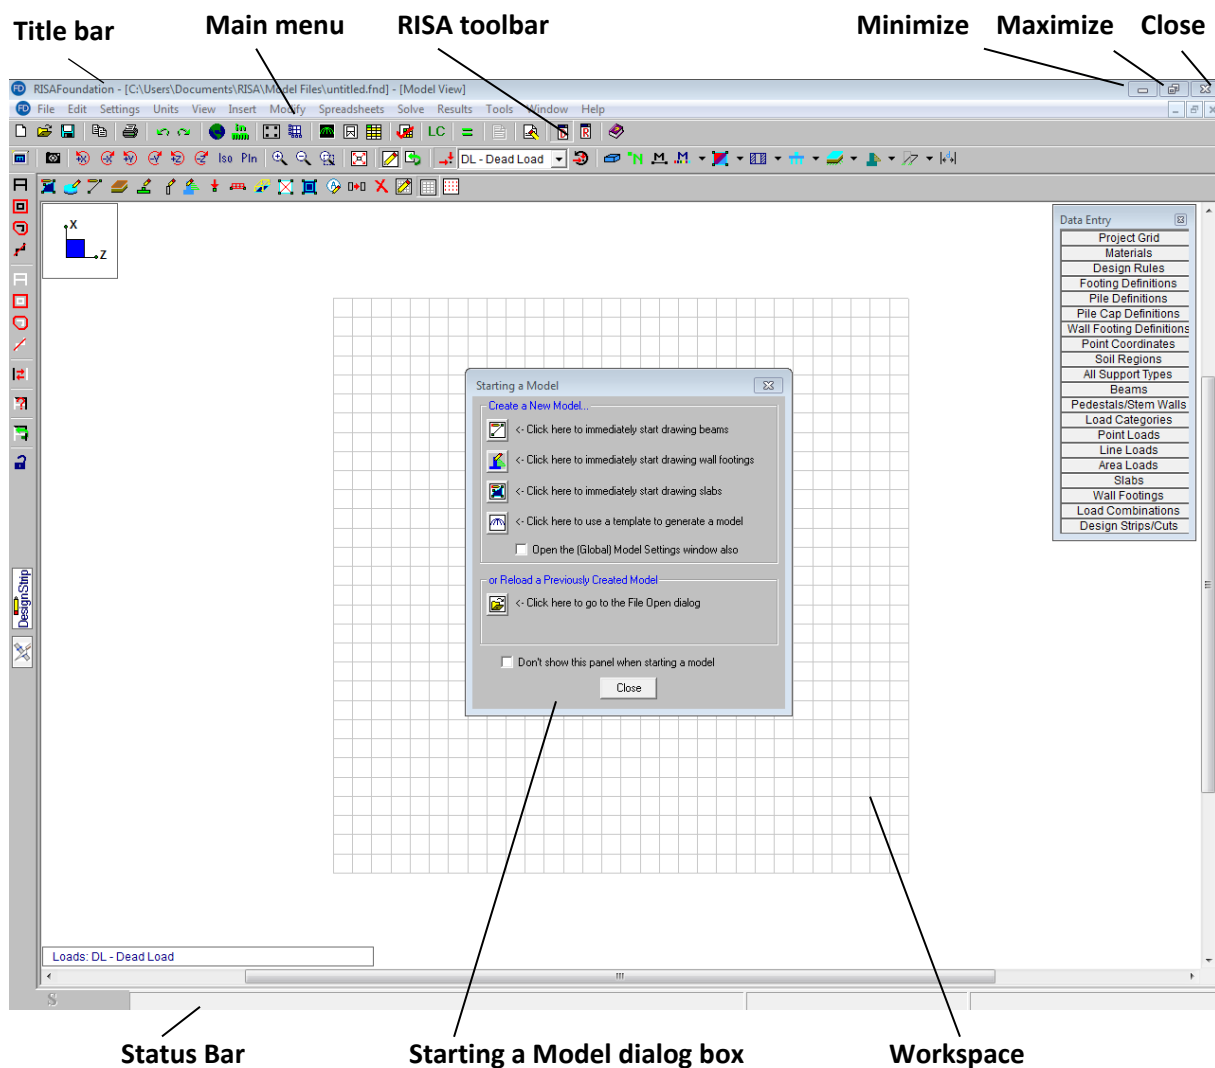 Title bar
Main menu
RISA toolbar
Minimize
Maximize
Close
FD RISAFoundation - [C:\Users\Documents\RISA\Model Files\untitled.fnd] - [Model View]
FD File Edit Settings Units View Insert Modify Spreadsheets Solve Results Tools Window Help
in LC = D R
+X -X +Y -Y +Z -Z Iso Pln DL - Dead Load N M M
X
Z
Data Entry
Project Grid
Materials
Design Rules
Footing Definitions
Pile Definitions
Pile Cap Definitions
Wall Footing Definitions
Point Coordinates
Soil Regions
All Support Types
Beams
Pedestals/Stem Walls
Load Categories
Point Loads
Line Loads
Area Loads
Slabs
Wall Footings
Load Combinations
Design Strips/Cuts
Starting a Model
Create a New Model...
<- Click here to immediately start drawing beams
<- Click here to immediately start drawing wall footings
<- Click here to immediately start drawing slabs
<- Click here to use a template to generate a model
Open the (Global) Model Settings window also
or Reload a Previously Created Model
<- Click here to go to the File Open dialog
Don't show this panel when starting a model
Close
DesignStrip
Loads: DL - Dead Load
S
Status Bar
Starting a Model dialog box
Workspace